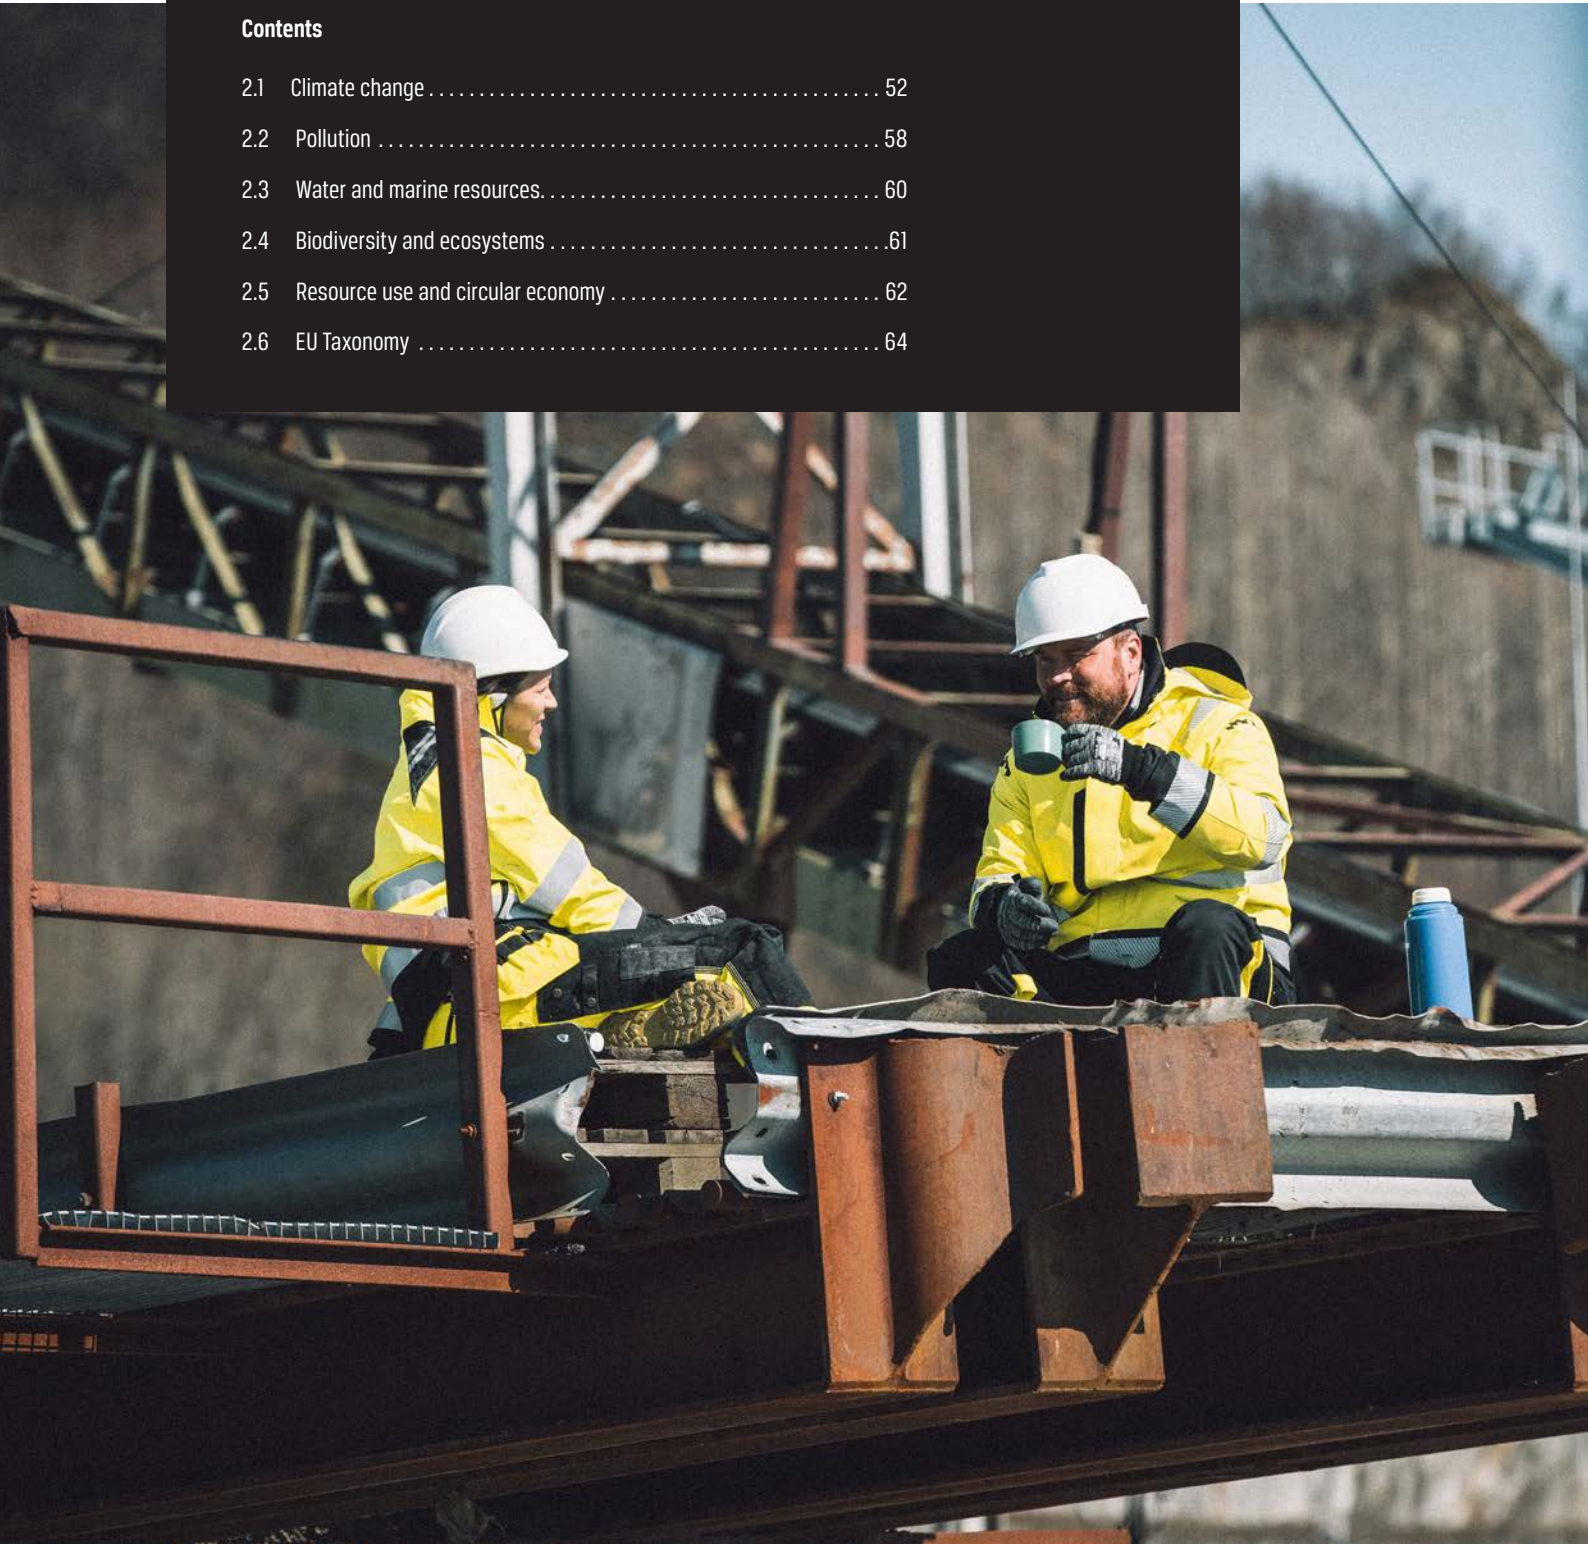 Contents
2.1 Climate change . . . . . . . . . . . . . . . . . . . . . . . . . . . . . . . . . . . . . . . . . . . . . 52
2.2 Pollution . . . . . . . . . . . . . . . . . . . . . . . . . . . . . . . . . . . . . . . . . . . . . . . . . . 58
2.3 Water and marine resources. . . . . . . . . . . . . . . . . . . . . . . . . . . . . . . . . . 60
2.4 Biodiversity and ecosystems . . . . . . . . . . . . . . . . . . . . . . . . . . . . . . . . . .61
2.5 Resource use and circular economy . . . . . . . . . . . . . . . . . . . . . . . . . . . 62
2.6 EU Taxonomy . . . . . . . . . . . . . . . . . . . . . . . . . . . . . . . . . . . . . . . . . . . . . . 64